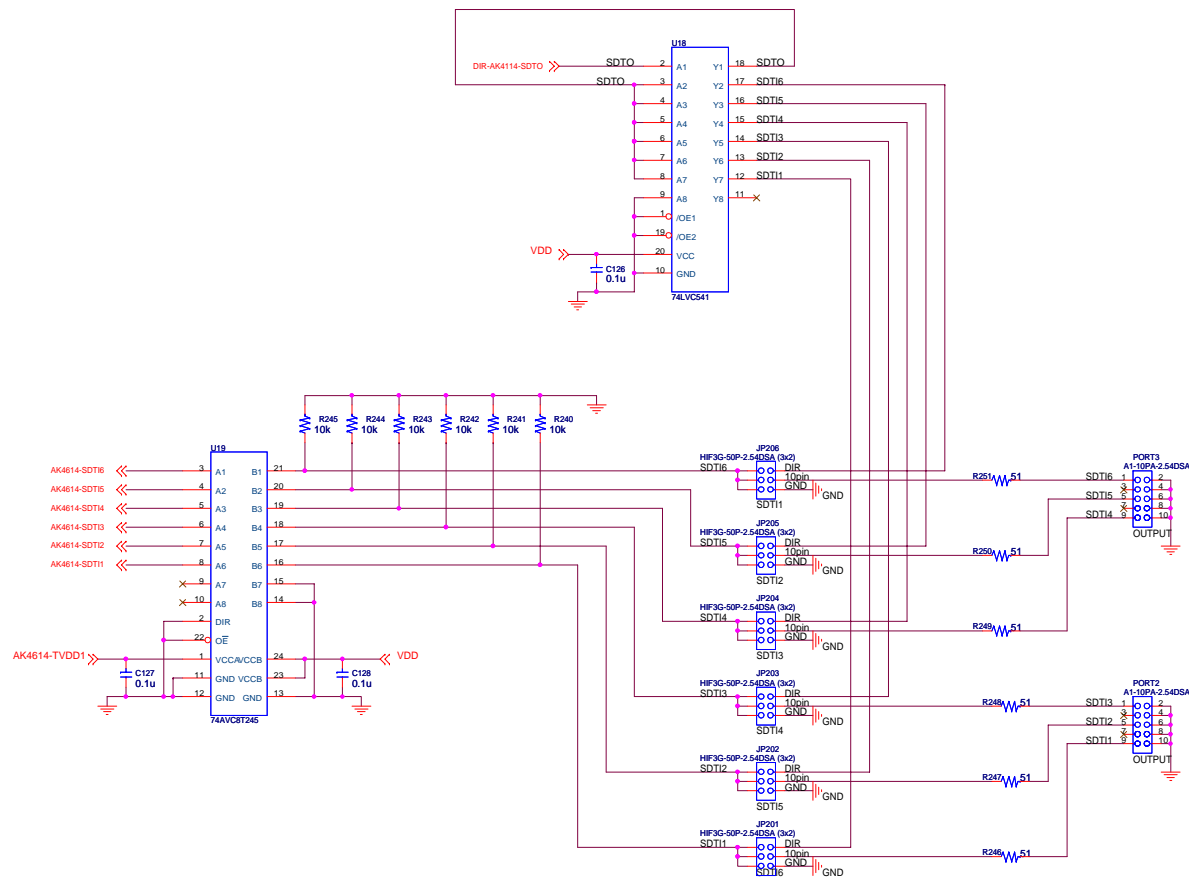 U18
DIR-AK4114-SDTO
SDTO 2 A1 Y1 18 SDTO
SDTO 3 A2 Y2 17 SDTI6
4 A3 Y3 16 SDTI5
5 A4 Y4 15 SDTI4
6 A5 Y5 14 SDTI3
7 A6 Y6 13 SDTI2
8 A7 Y7 12 SDTI1
9 A8 Y8 11
1 /OE1
19 /OE2
VDD 20 VCC
10 GND
C126
0.1u
74LVC541
R245 R244 R243 R242 R241 R240
10k 10k 10k 10k 10k 10k
U19
AK4614-SDTI6 3 A1 B1 21
AK4614-SDTI5 4 A2 B2 20
AK4614-SDTI4 5 A3 B3 19
AK4614-SDTI3 6 A4 B4 18
AK4614-SDTI2 7 A5 B5 17
AK4614-SDTI1 8 A6 B6 16
9 A7 B7 15
10 A8 B8 14
2 DIR
22 OE
AK4614-TVDD1 1 VCCA VCCB 24 VDD
11 GND VCCB 23
12 GND GND 13
C127
0.1u
C128
0.1u
74AVC8T245
JP206
HIF3G-50P-2.54DSA (3x2)
SDTI6 DIR
10pin
GND GND
SDTI1
JP205
HIF3G-50P-2.54DSA (3x2)
SDTI5 DIR
10pin
GND GND
SDTI2
JP204
HIF3G-50P-2.54DSA (3x2)
SDTI4 DIR
10pin
GND GND
SDTI3
JP203
HIF3G-50P-2.54DSA (3x2)
SDTI3 DIR
10pin
GND GND
SDTI4
JP202
HIF3G-50P-2.54DSA (3x2)
SDTI2 DIR
10pin
GND GND
SDTI5
JP201
HIF3G-50P-2.54DSA (3x2)
SDTI1 DIR
10pin
GND GND
SDTI6
R251 51
R250 51
R249 51
R248 51
R247 51
R246 51
PORT3
A1-10PA-2.54DSA
SDTI6 1 2
3 4
SDTI5 5 6
7 8
SDTI4 9 10
OUTPUT
PORT2
A1-10PA-2.54DSA
SDTI3 1 2
3 4
SDTI2 5 6
7 8
SDTI1 9 10
OUTPUT